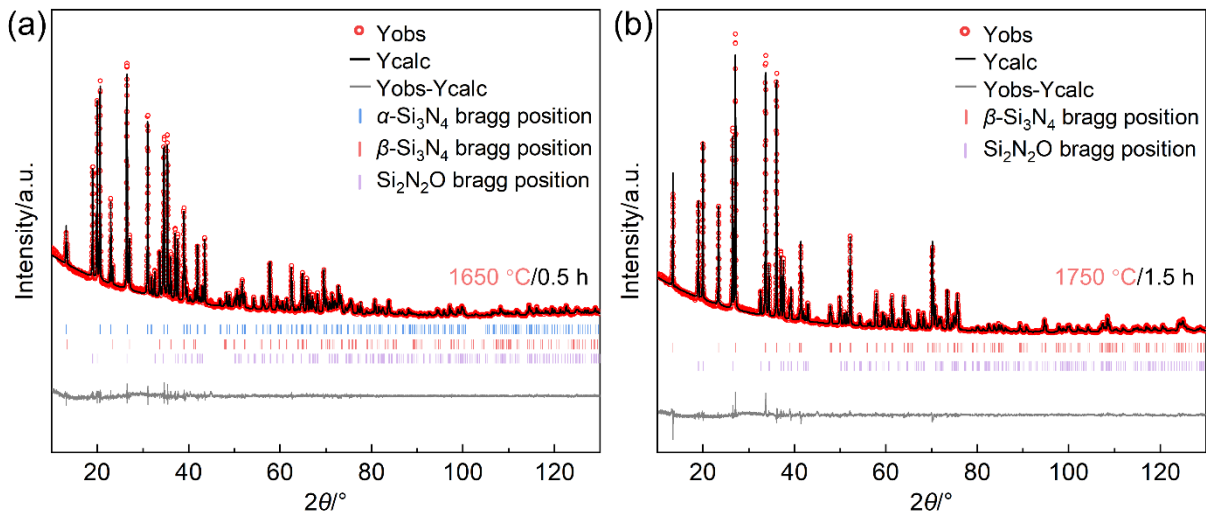 (a)
Yobs
Ycalc
Yobs-Ycalc
α-Si₃N₄ bragg position
β-Si₃N₄ bragg position
Si₂N₂O bragg position
1650 °C/0.5 h
Intensity/a.u.
20 40 60 80 100 120
2θ/°
(b)
Yobs
Ycalc
Yobs-Ycalc
β-Si₃N₄ bragg position
Si₂N₂O bragg position
1750 °C/1.5 h
Intensity/a.u.
20 40 60 80 100 120
2θ/°